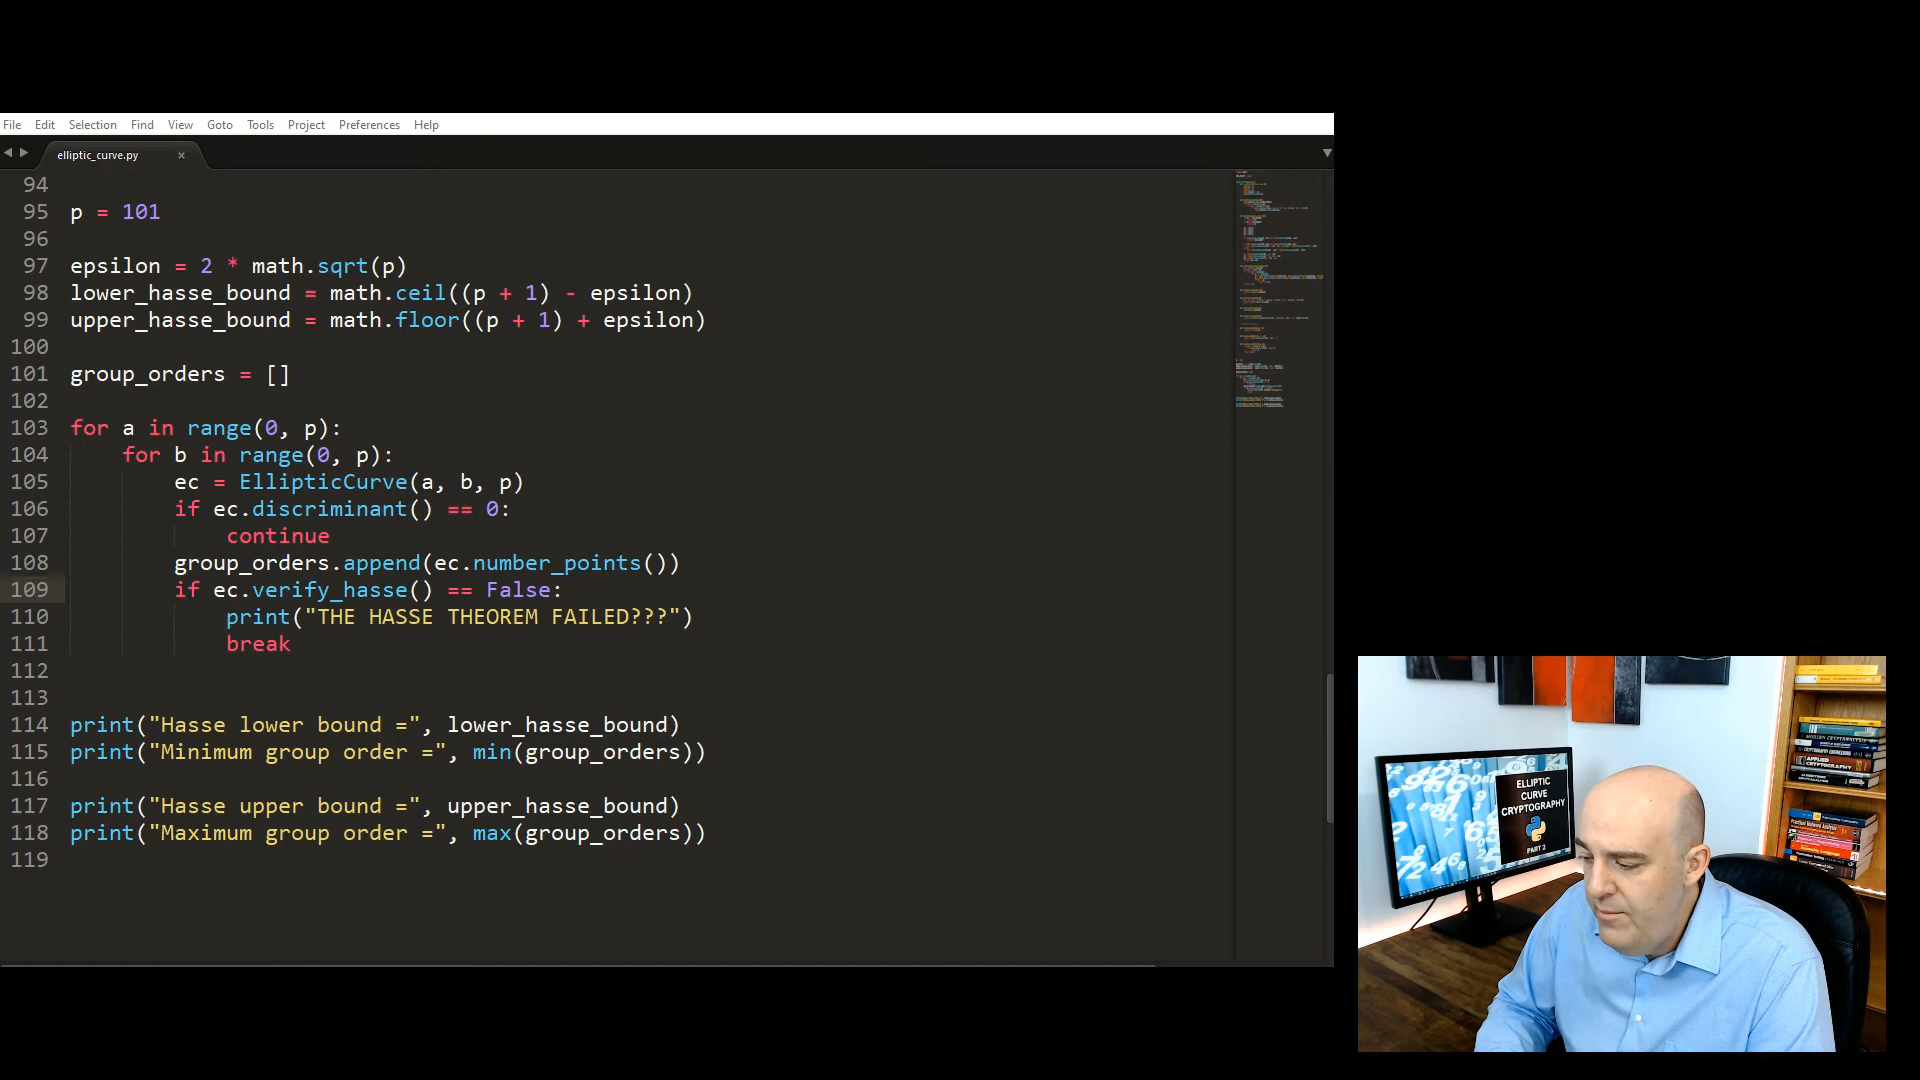 File Edit Selection Find View Goto Tools Project Preferences Help
elliptic_curve.py ×
94
95 p = 101
96
97 epsilon = 2 * math.sqrt(p)
98 lower_hasse_bound = math.ceil((p + 1) - epsilon)
99 upper_hasse_bound = math.floor((p + 1) + epsilon)
100
101 group_orders = []
102
103 for a in range(0, p):
104 for b in range(0, p):
105 ec = EllipticCurve(a, b, p)
106 if ec.discriminant() == 0:
107 continue
108 group_orders.append(ec.number_points())
109 if ec.verify_hasse() == False:
110 print("THE HASSE THEOREM FAILED???")
111 break
112
113
114 print("Hasse lower bound =", lower_hasse_bound)
115 print("Minimum group order =", min(group_orders))
116
117 print("Hasse upper bound =", upper_hasse_bound)
118 print("Maximum group order =", max(group_orders))
119
ELLIPTIC
CURVE
CRYPTOGRAPHY
PART 2
MODERN CRYPTANALYSIS
APPLIED
CRYPTOGRAPHY